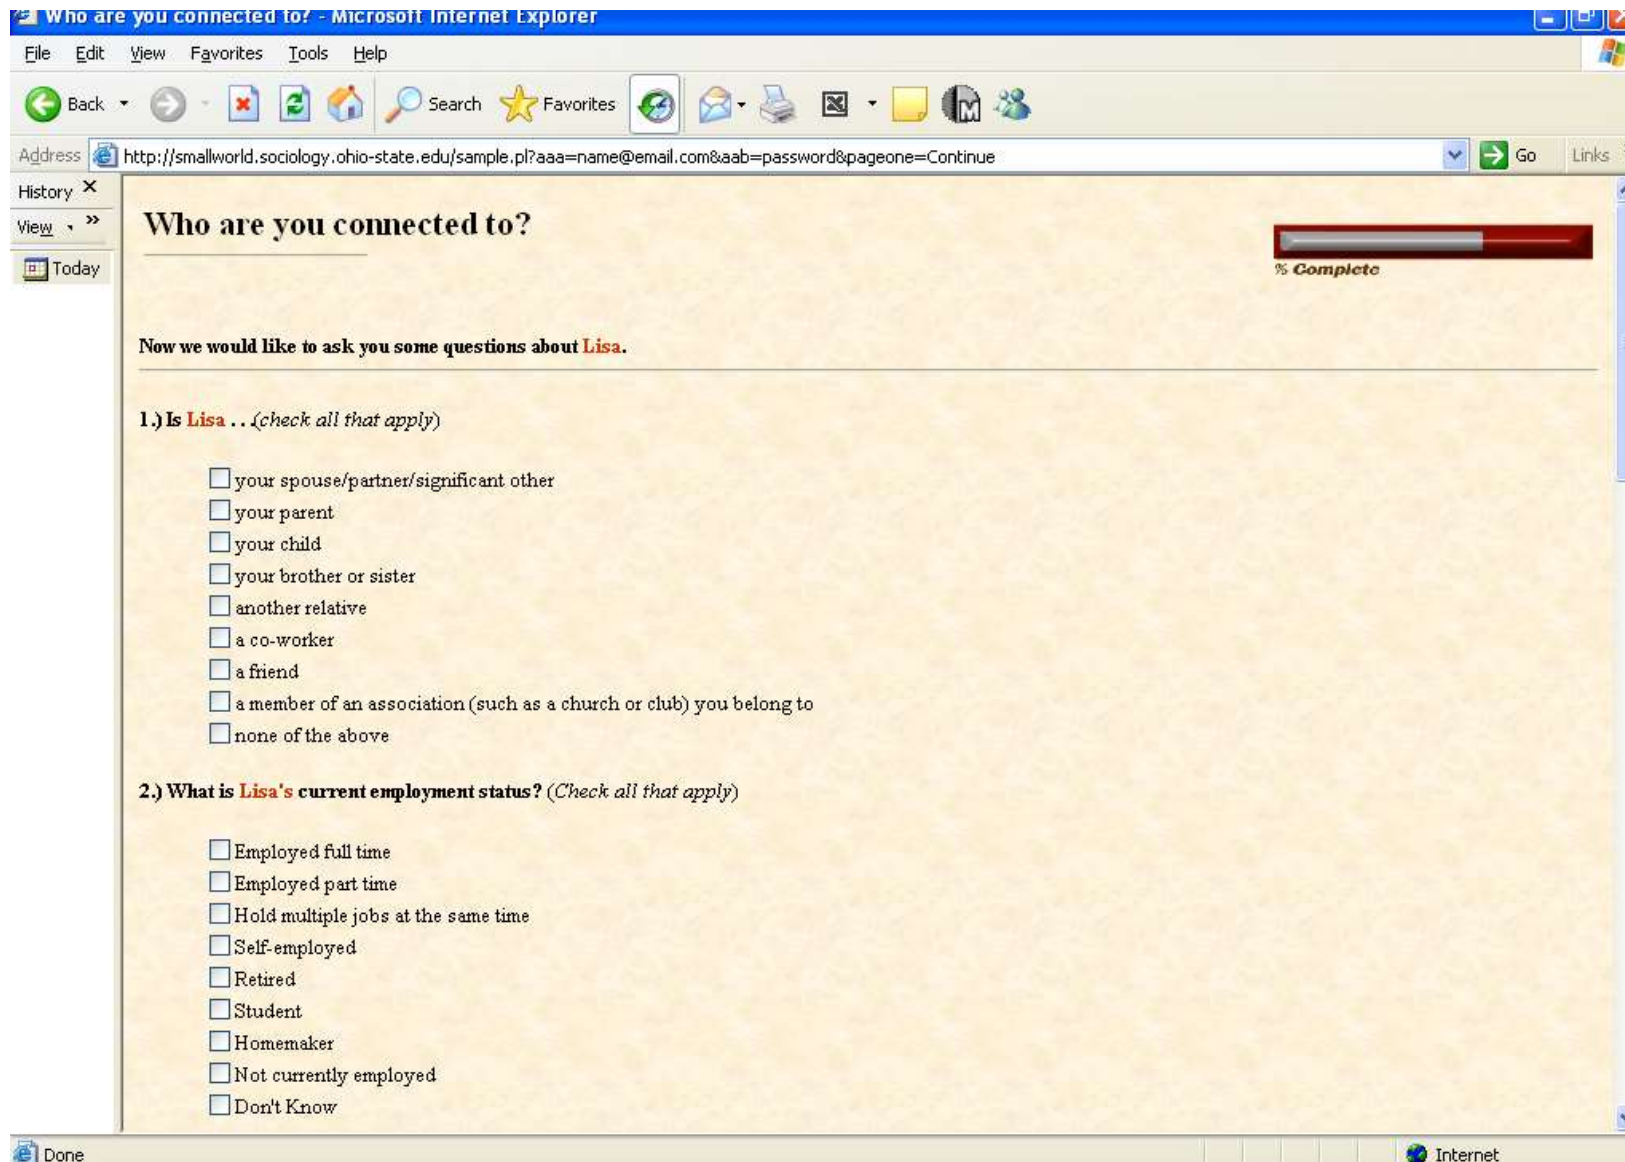 Who are you connected to? - Microsoft Internet Explorer
File Edit View Favorites Tools Help
Back Search Favorites
Address http://smallworld.sociology.ohio-state.edu/sample.pl?aaa=name@email.com&aab=password&pageone=Continue Go Links
History
View
Today
Who are you connected to?
% Complete
Now we would like to ask you some questions about Lisa.
1.) Is Lisa . . .(check all that apply)
your spouse/partner/significant other
your parent
your child
your brother or sister
another relative
a co-worker
a friend
a member of an association (such as a church or club) you belong to
none of the above
2.) What is Lisa's current employment status? (Check all that apply)
Employed full time
Employed part time
Hold multiple jobs at the same time
Self-employed
Retired
Student
Homemaker
Not currently employed
Don't Know
Done Internet